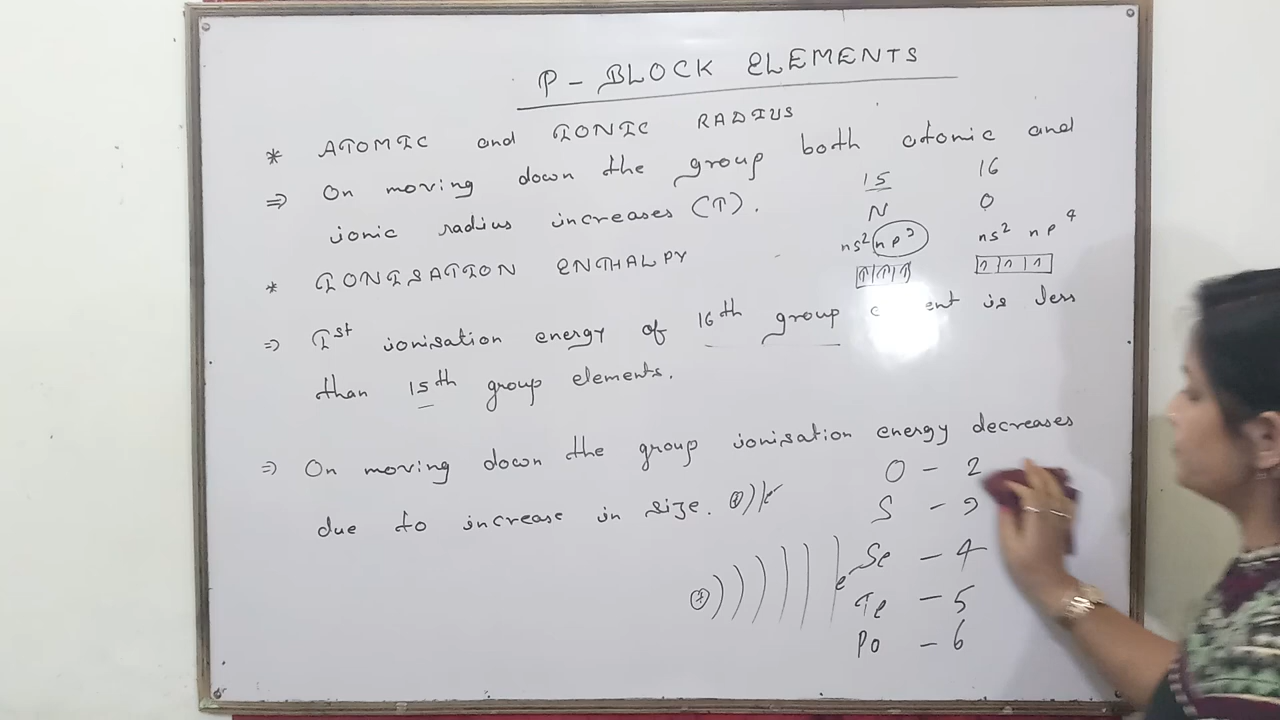 P - BLOCK ELEMENTS
* ATOMIC and IONIC RADIUS
⇒ On moving down the group both atomic and
ionic radius increases (↑).
15 16
N O
ns² np³ ns² np⁴
↑ ↑ ↑ ↑ ↑ ↑
* IONISATION ENTHALPY
⇒ Ist ionisation energy of 16th group is less
than 15th group elements.
⇒ On moving down the group ionisation energy decreases
due to increase in size. (+) ) ) e⁻
O - 2
S - 3
Se - 4
(+) ) ) ) ) ) ) e⁻
Te - 5
Po - 6